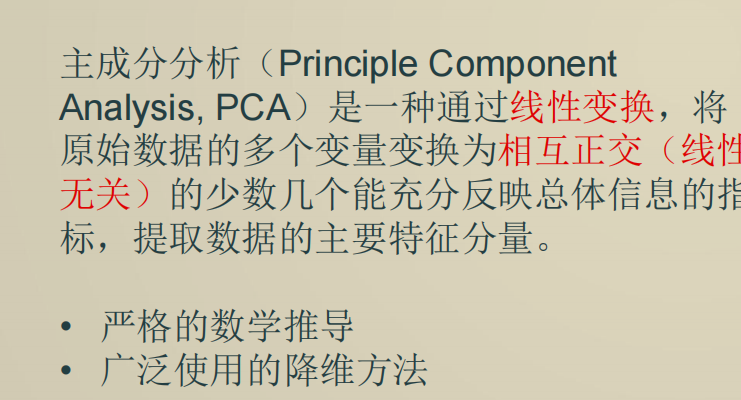 主成分分析（Principle Component
Analysis, PCA）是一种通过线性变换，将
原始数据的多个变量变换为相互正交（线性
无关）的少数几个能充分反映总体信息的指
标，提取数据的主要特征分量。
• 严格的数学推导
• 广泛使用的降维方法